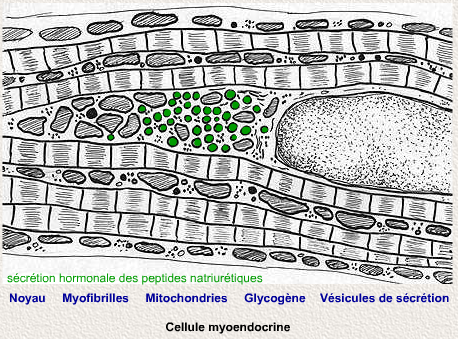 sécrétion hormonale des peptides natriurétiques
Noyau Myofibrilles Mitochondries Glycogène Vésicules de sécrétion
Cellule myoendocrine